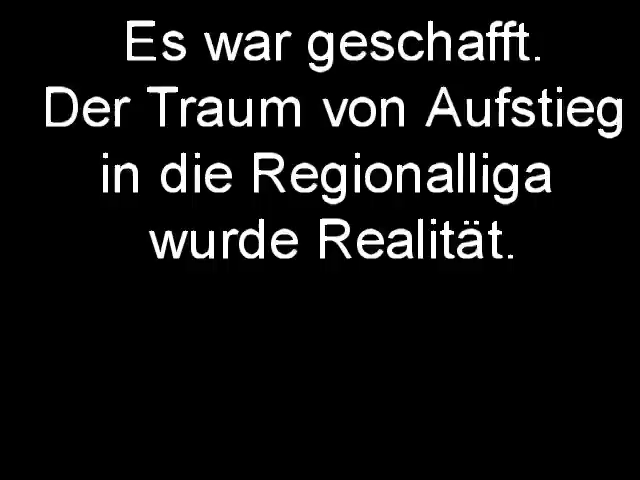 Es war geschafft.
Der Traum von Aufstieg
in die Regionalliga
wurde Realität.